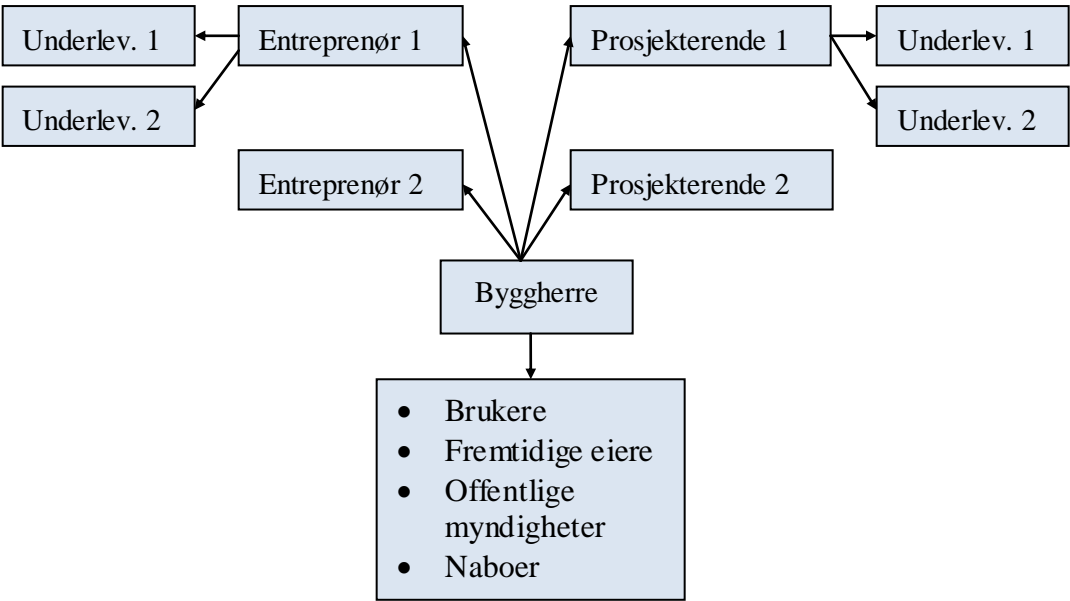 Underlev. 1
Entreprenør 1
Prosjekterende 1
Underlev. 1
Underlev. 2
Underlev. 2
Entreprenør 2
Prosjekterende 2
Byggherre
• Brukere
• Fremtidige eiere
• Offentlige
myndigheter
• Naboer